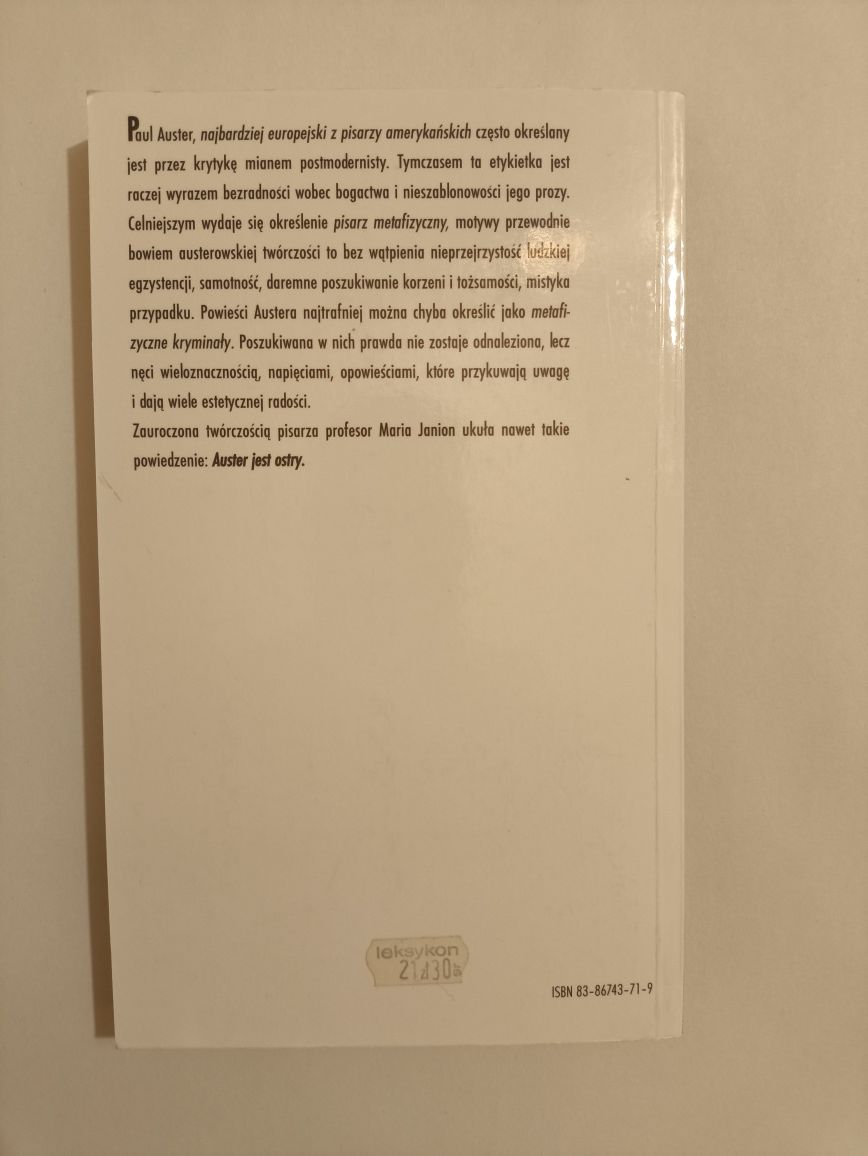 Paul Auster, najbardziej europejski z pisarzy amerykańskich często określany
jest przez krytykę mianem postmodernisty. Tymczasem ta etykietka jest
raczej wyrazem bezradności wobec bogactwa i nieszablonowości jego prozy.
Celniejszym wydaje się określenie pisarz metafizyczny, motywy przewodnie
bowiem austerowskiej twórczości to bez wątpienia nieprzejrzystość ludzkiej
egzystencji, samotność, daremne poszukiwanie korzeni i tożsamości, mistyka
przypadku. Powieści Austera najtrafniej można chyba określić jako metafi-
zyczne kryminały. Poszukiwana w nich prawda nie zostaje odnaleziona, lecz
nęci wieloznacznością, napięciami, opowieściami, które przykuwają uwagę
i dają wiele estetycznej radości.
Zauroczona twórczością pisarza profesor Maria Janion ukuła nawet takie
powiedzenie: Auster jest ostry.
leksykon
21zł30gr
ISBN 83-86743-71-9